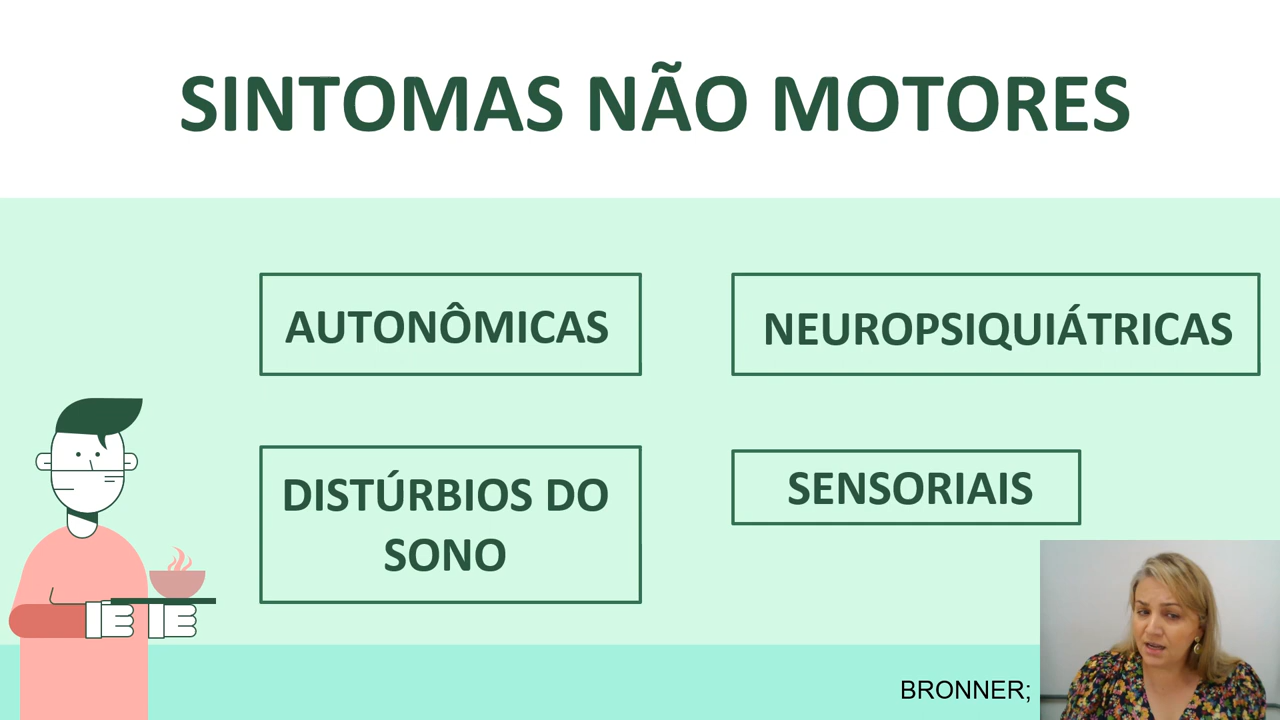 SINTOMAS NÃO MOTORES
AUTONÔMICAS
NEUROPSIQUIÁTRICAS
DISTÚRBIOS DO
SONO
SENSORIAIS
BRONNER;